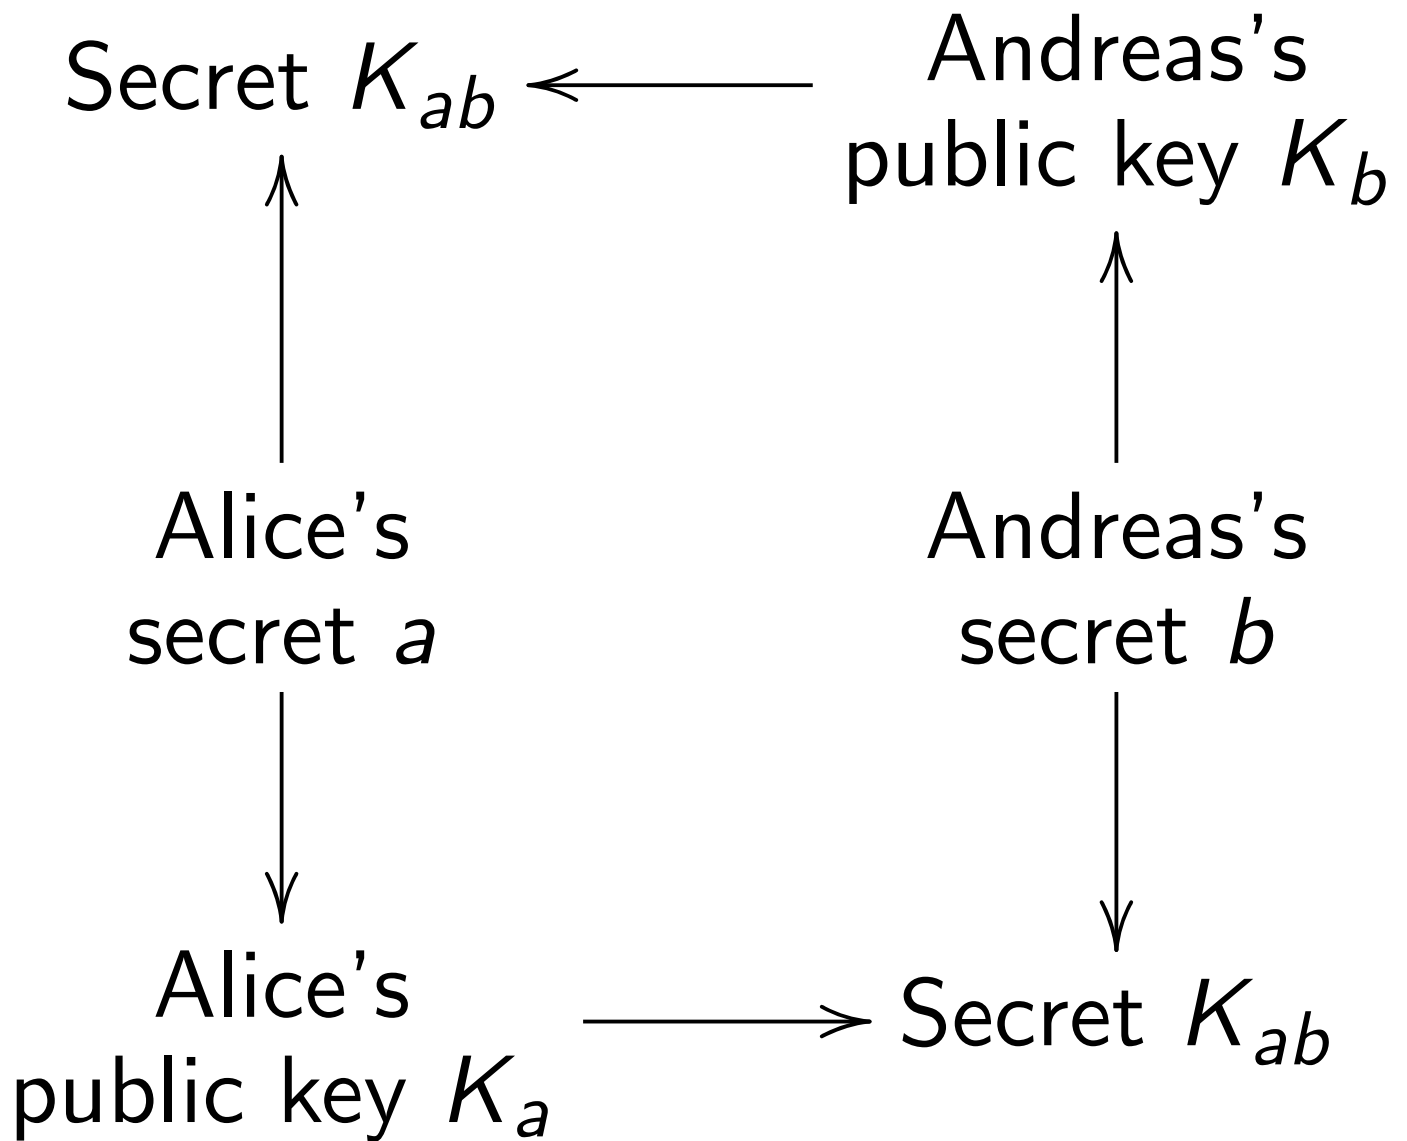 Secret K_ab
Andreas's
public key K_b
Alice's
secret a
Andreas's
secret b
Alice's
public key K_a
Secret K_ab